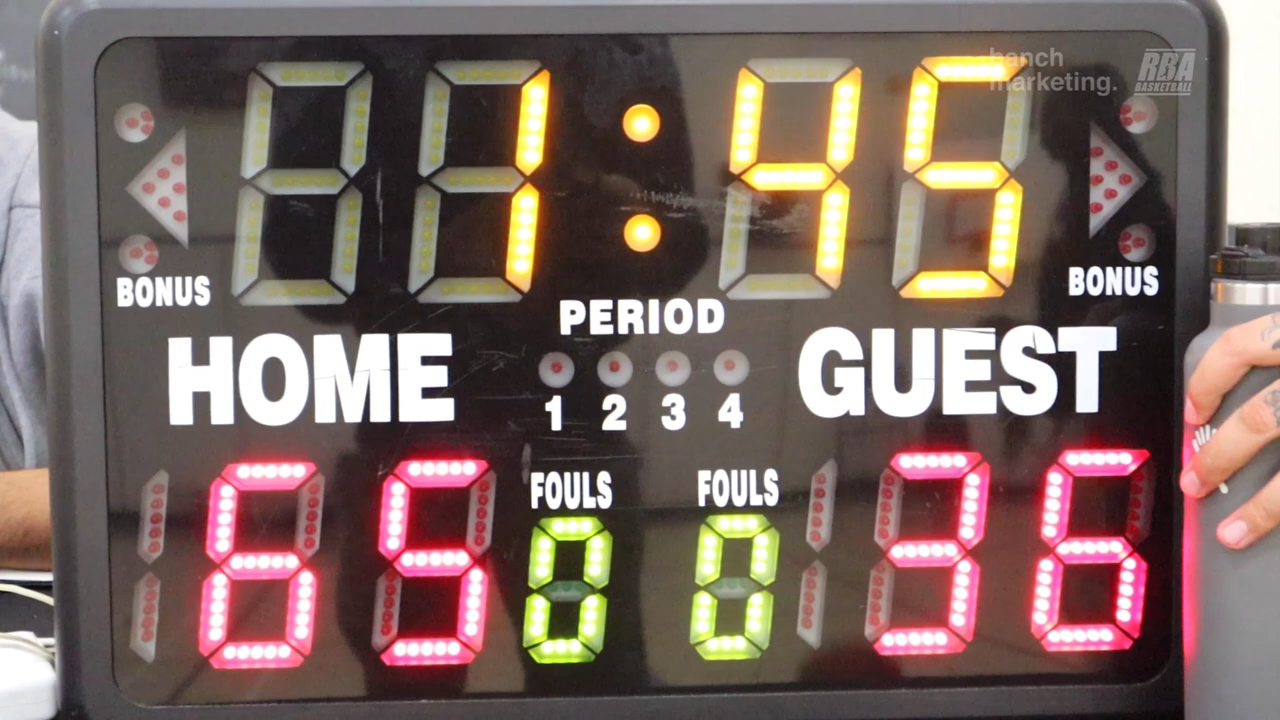 hanch
marketing.
RBA
BASKETBALL
1:45
BONUS
BONUS
PERIOD
HOME
GUEST
1 2 3 4
FOULS
FOULS
65
0
0
36